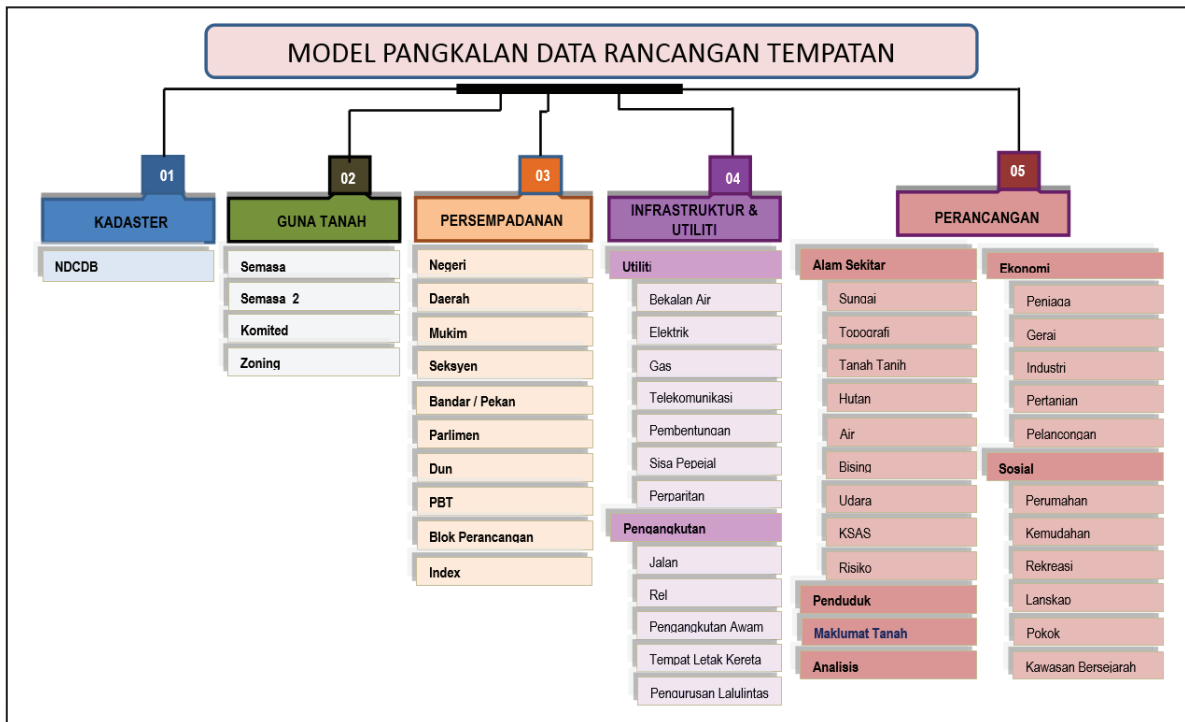 MODEL PANGKALAN DATA RANCANGAN TEMPATAN
01
KADASTER
NDCDB
02
GUNA TANAH
Semasa
Semasa 2
Komited
Zoning
03
PERSEMPADANAN
Negeri
Daerah
Mukim
Seksyen
Bandar / Pekan
Parlimen
Dun
PBT
Blok Perancangan
Index
04
INFRASTRUKTUR &
UTILITI
Utiliti
Bekalan Air
Elektrik
Gas
Telekomunikasi
Pembentungan
Sisa Pepejal
Perparitan
Pengangkutan
Jalan
Rel
Pengangkutan Awam
Tempat Letak Kereta
Pengurusan Lalulintas
05
PERANCANGAN
Alam Sekitar
Sungai
Topografi
Tanah Tanih
Hutan
Air
Bising
Udara
KSAS
Risiko
Penduduk
Maklumat Tanah
Analisis
Ekonomi
Peniaga
Gerai
Industri
Pertanian
Pelancongan
Sosial
Perumahan
Kemudahan
Rekreasi
Lanskap
Pokok
Kawasan Bersejarah